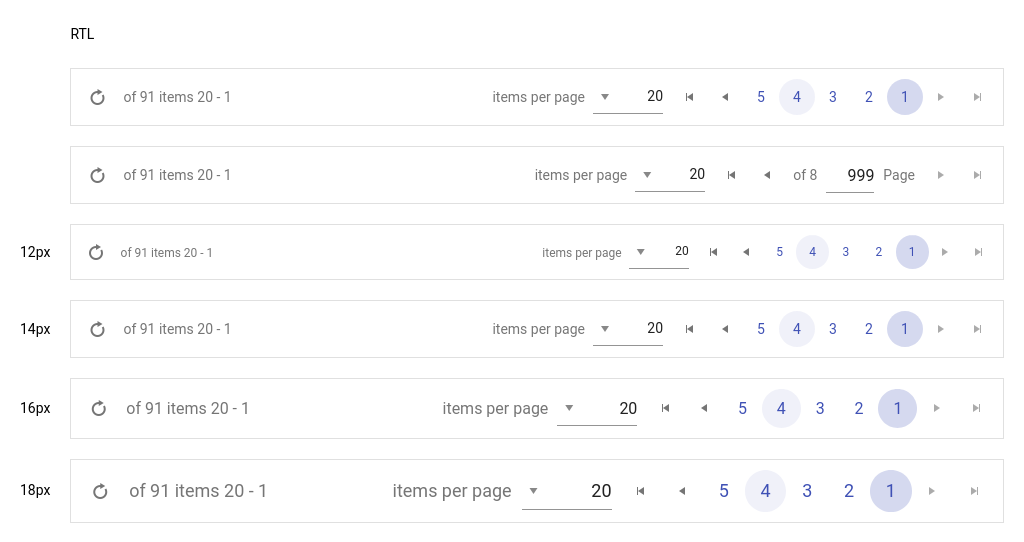 RTL
of 91 items 20 - 1 items per page 20 5 4 3 2 1
of 91 items 20 - 1 items per page 20 of 8 999 Page
12px of 91 items 20 - 1 items per page 20 5 4 3 2 1
14px of 91 items 20 - 1 items per page 20 5 4 3 2 1
16px of 91 items 20 - 1 items per page 20 5 4 3 2 1
18px of 91 items 20 - 1 items per page 20 5 4 3 2 1